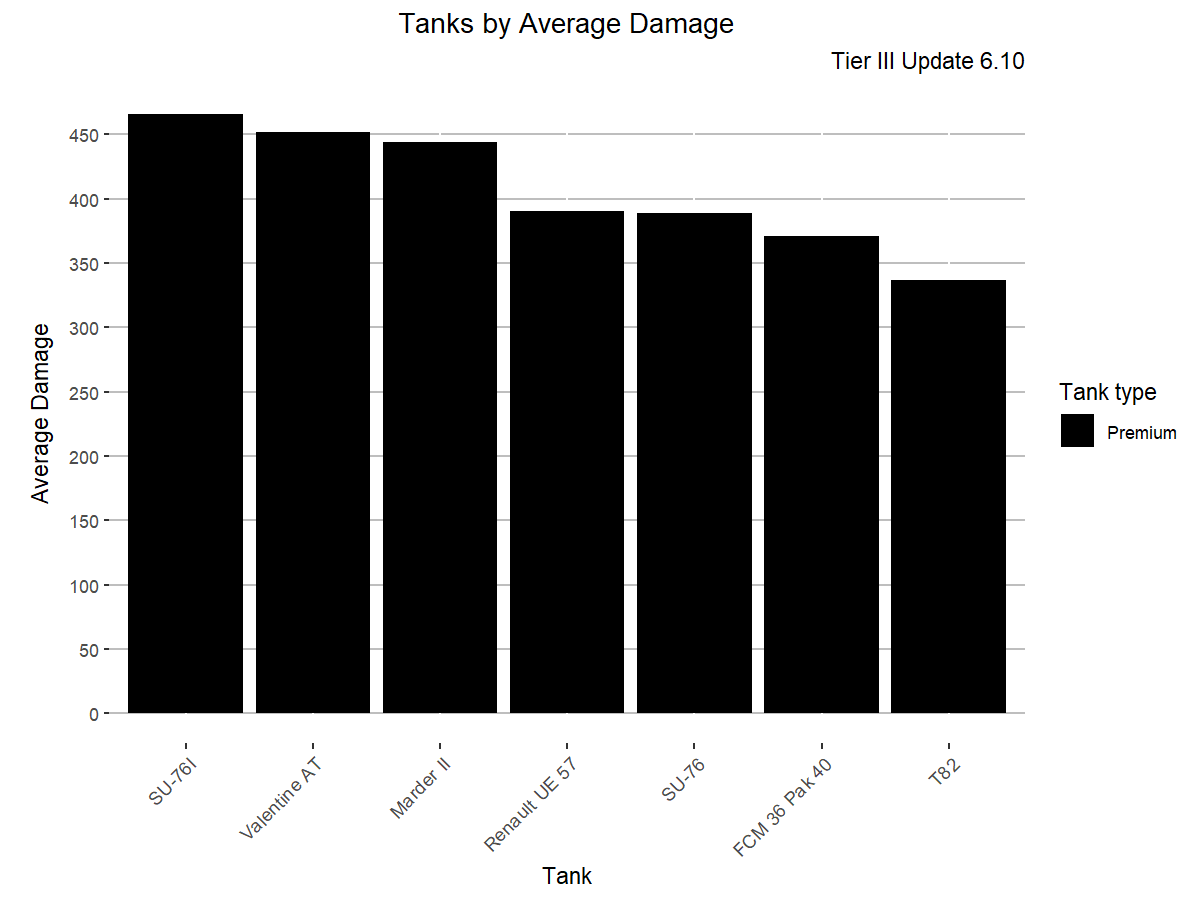 Tanks by Average Damage
Tier III Update 6.10
Average Damage
450
400
350
300
250
200
150
100
50
0
SU-76I
Valentine AT
Marder II
Renault UE 57
SU-76
FCM 36 Pak 40
T82
Tank
Tank type
Premium